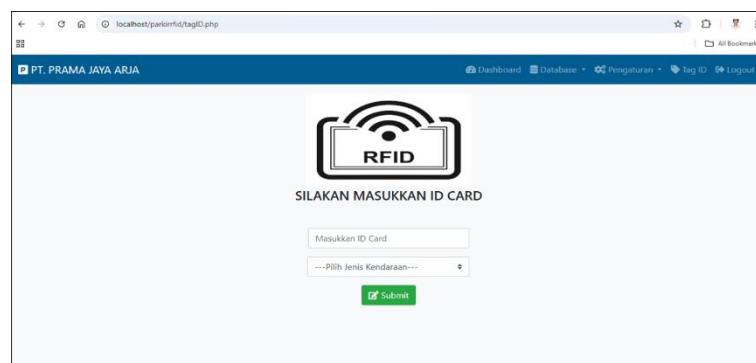 localhost/parkirrfid/tagID.php
All Bookmark
P PT. PRAMA JAYA ARJA
Dashboard Database Pengaturan Tag ID Logout
RFID
SILAKAN MASUKKAN ID CARD
Masukkan ID Card
---Pilih Jenis Kendaraan---
Submit